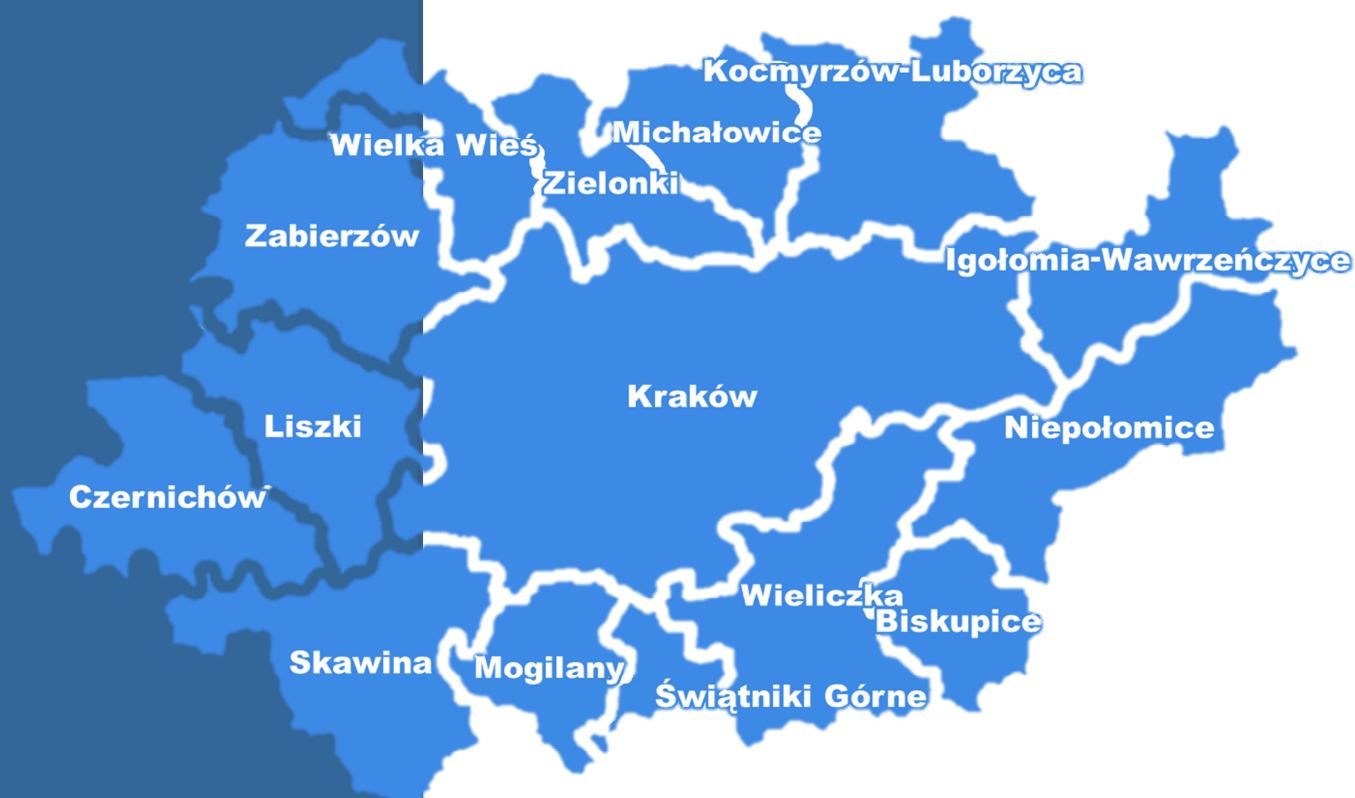 Kocmyrzów-Luborzyca
Michałowice
Wielka Wieś
Zielonki
Zabierzów
Igołomia-Wawrzeńczyce
Kraków
Liszki
Niepołomice
Czernichów
Wieliczka
Biskupice
Skawina
Mogilany
Świątniki Górne